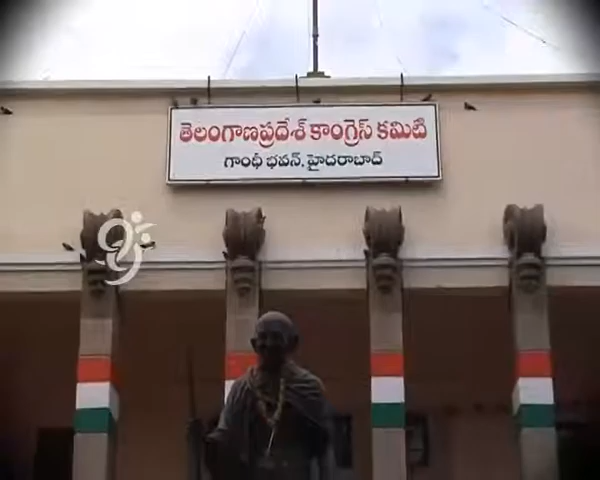 తెలంగాణప్రదేశ్ కాంగ్రెస్ కమిటి
గాంధీ భవన్, హైదరాబాద్